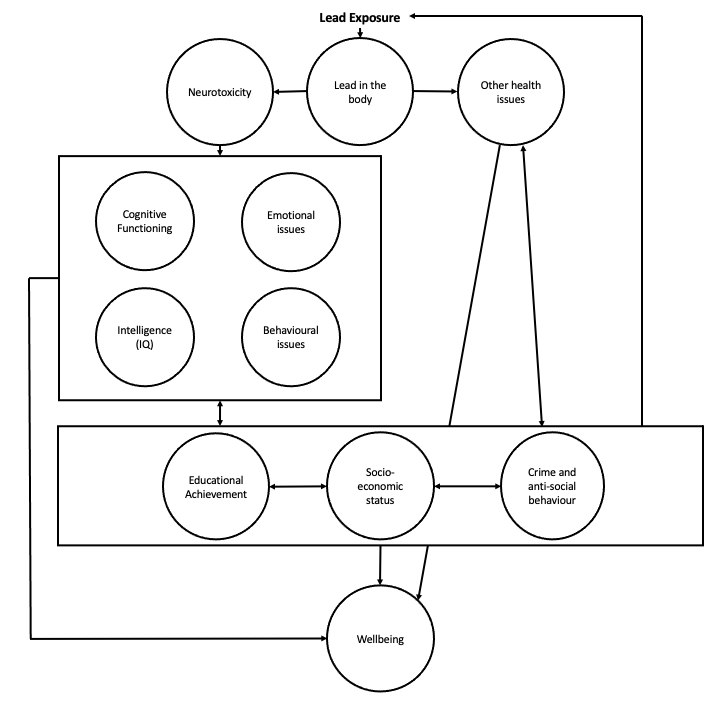 Lead Exposure
Neurotoxicity
Lead in the
body
Other health
issues
Cognitive
Functioning
Emotional
issues
Intelligence
(IQ)
Behavioural
issues
Educational
Achievement
Socio-
economic
status
Crime and
anti-social
behaviour
Wellbeing